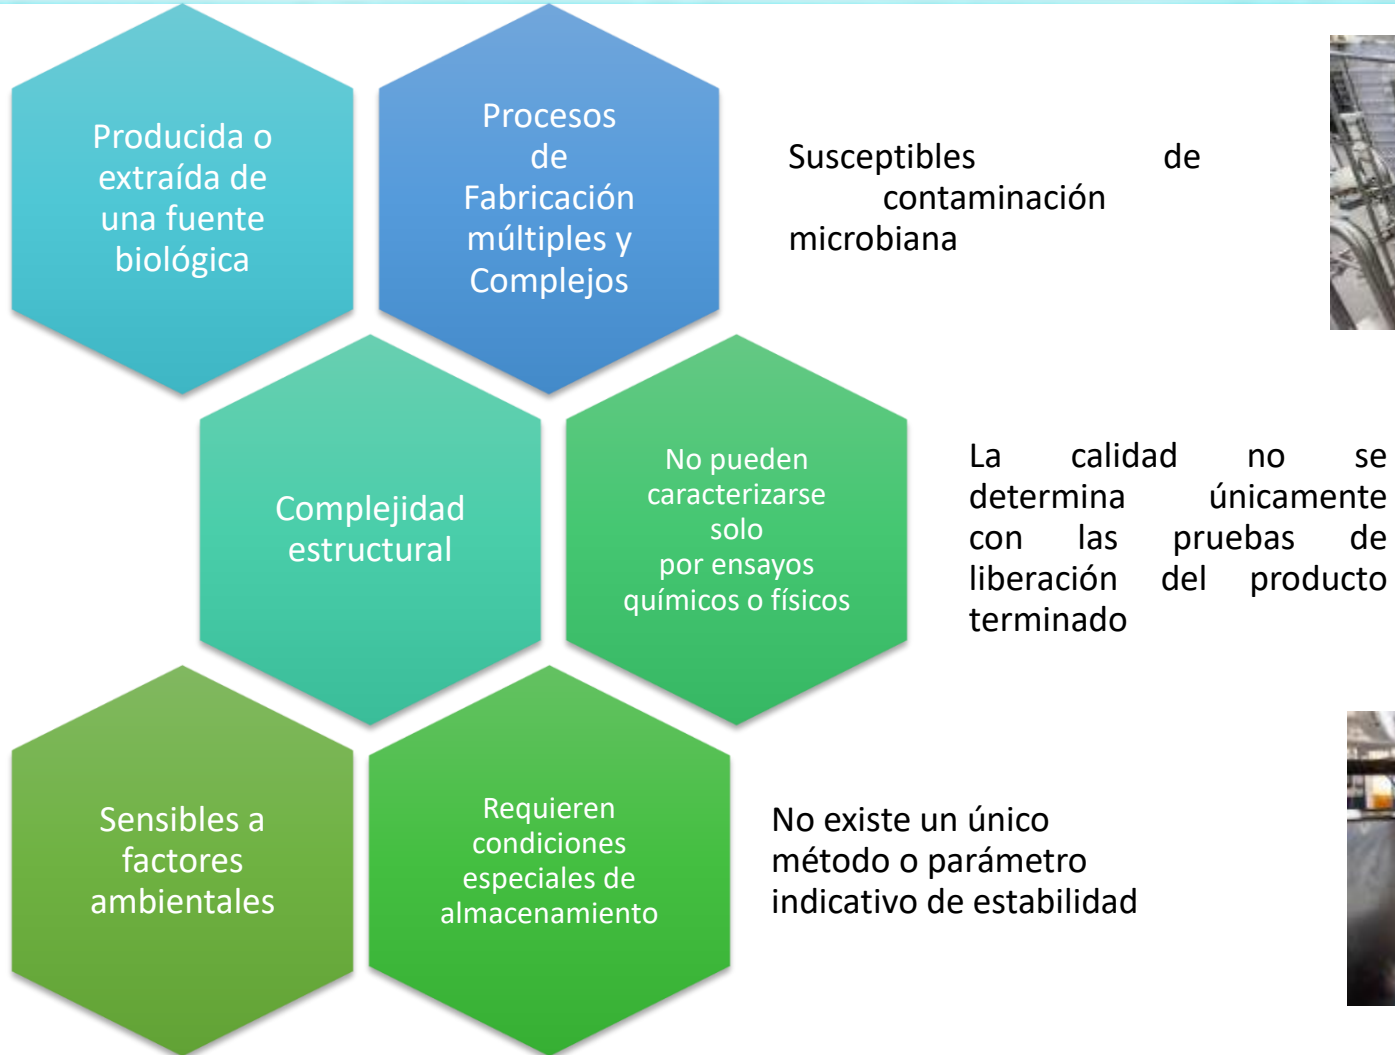 Producida o
extraída de
una fuente
biológica
Procesos
de
Fabricación
múltiples y
Complejos
Susceptibles de
contaminación
microbiana
Complejidad
estructural
No pueden
caracterizarse
solo
por ensayos
químicos o físicos
La calidad no se
determina únicamente
con las pruebas de
liberación del producto
terminado
Sensibles a
factores
ambientales
Requieren
condiciones
especiales de
almacenamiento
No existe un único
método o parámetro
indicativo de estabilidad